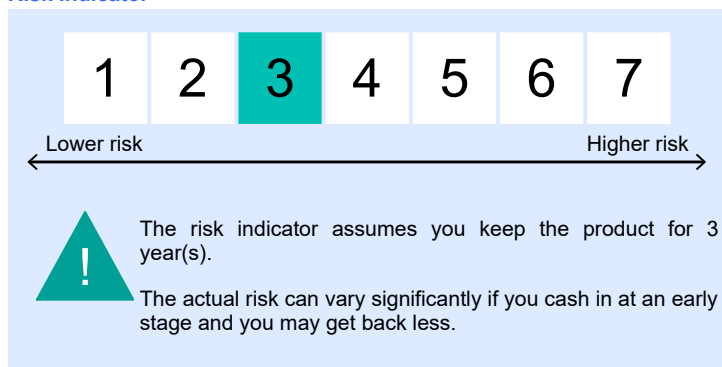 Risk Indicator
1 2 3 4 5 6 7
Lower risk Higher risk
!
The risk indicator assumes you keep the product for 3
year(s).
The actual risk can vary significantly if you cash in at an early
stage and you may get back less.